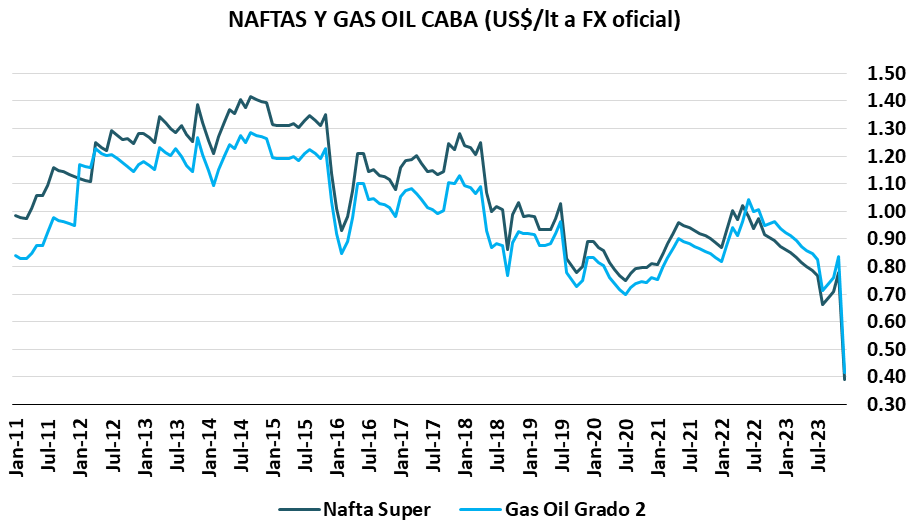 NAFTAS Y GAS OIL CABA (US$/lt a FX oficial)
1.50
1.40
1.30
1.20
1.10
1.00
0.90
0.80
0.70
0.60
0.50
0.40
0.30
Jan-11
Jul-11
Jan-12
Jul-12
Jan-13
Jul-13
Jan-14
Jul-14
Jan-15
Jul-15
Jan-16
Jul-16
Jan-17
Jul-17
Jan-18
Jul-18
Jan-19
Jul-19
Jan-20
Jul-20
Jan-21
Jul-21
Jan-22
Jul-22
Jan-23
Jul-23
Nafta Super
Gas Oil Grado 2